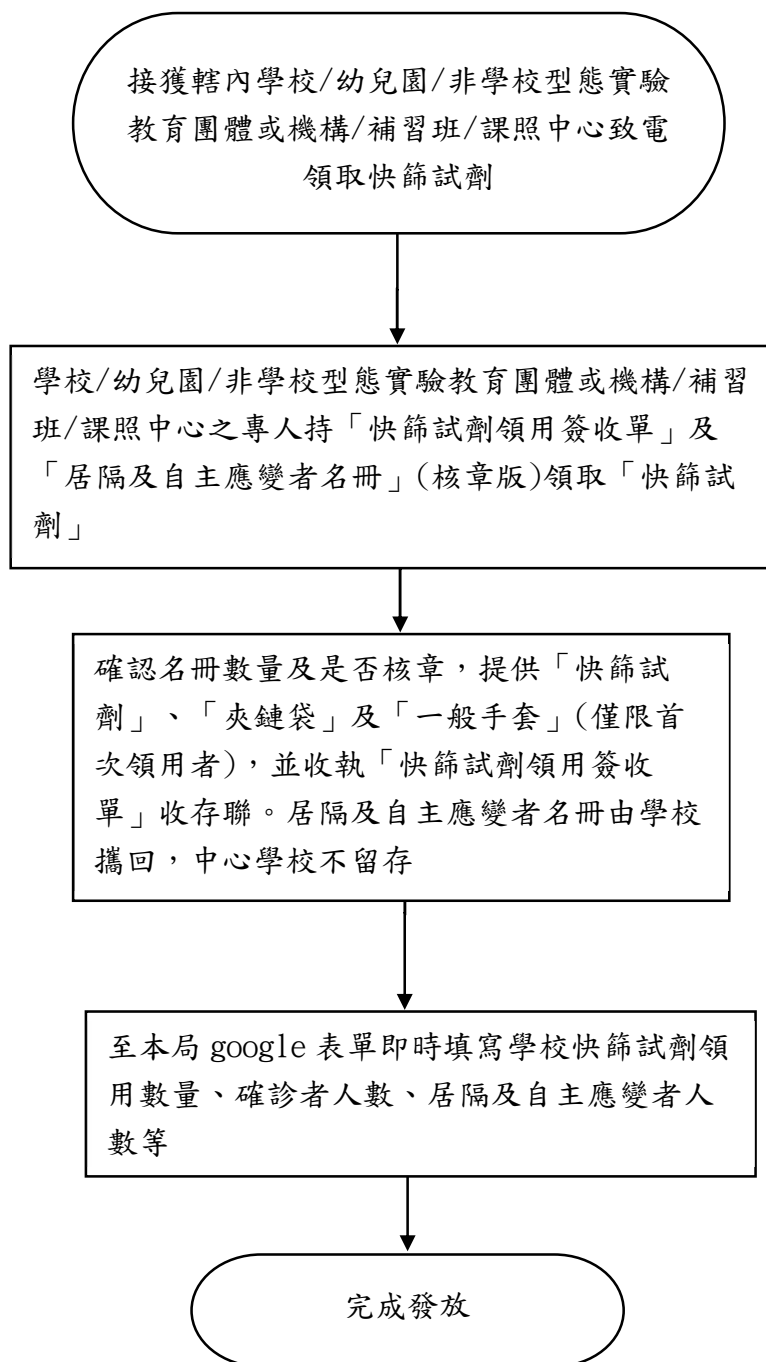 接獲轄內學校/幼兒園/非學校型態實驗
教育團體或機構/補習班/課照中心致電
領取快篩試劑
學校/幼兒園/非學校型態實驗教育團體或機構/補習
班/課照中心之專人持「快篩試劑領用簽收單」及
「居隔及自主應變者名冊」(核章版)領取「快篩試
劑」
確認名冊數量及是否核章，提供「快篩試
劑」、「夾鏈袋」及「一般手套」(僅限首
次領用者)，並收執「快篩試劑領用簽收
單」收存聯。居隔及自主應變者名冊由學校
攜回，中心學校不留存
至本局 google 表單即時填寫學校快篩試劑領
用數量、確診者人數、居隔及自主應變者人
數等
完成發放